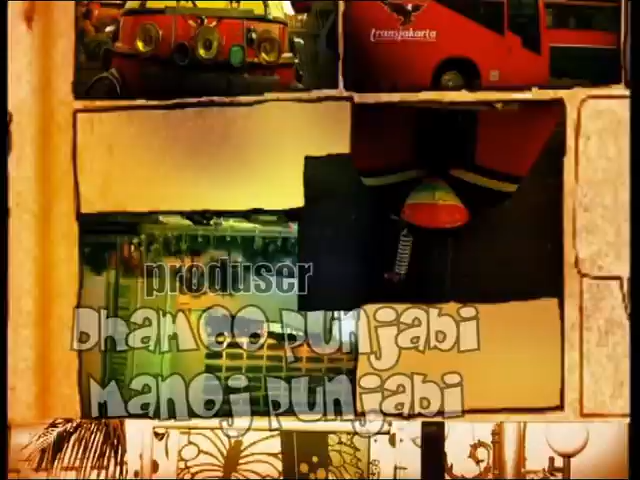 transjakarta
produser
Dhamoo Punjabi
Manoj Punjabi